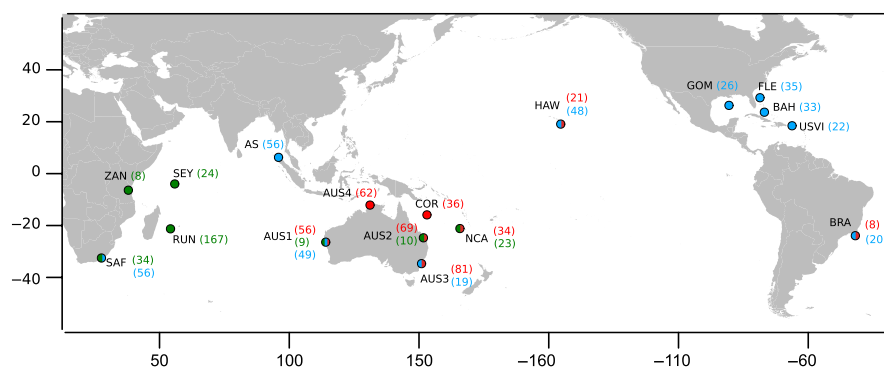 40
20
0
−20
−40
50
100
150
−160
−110
−60
GOM (26)
FLE (35)
BAH (33)
USVI (22)
HAW (21)
(48)
AS (56)
ZAN (8)
SEY (24)
AUS4 (62)
COR (36)
RUN (167)
AUS1 (56)
(9)
(49)
AUS2 (69)
(10)
NCA (34)
(23)
BRA (8)
(20
SAF (34)
(56)
AUS3 (81)
(19)